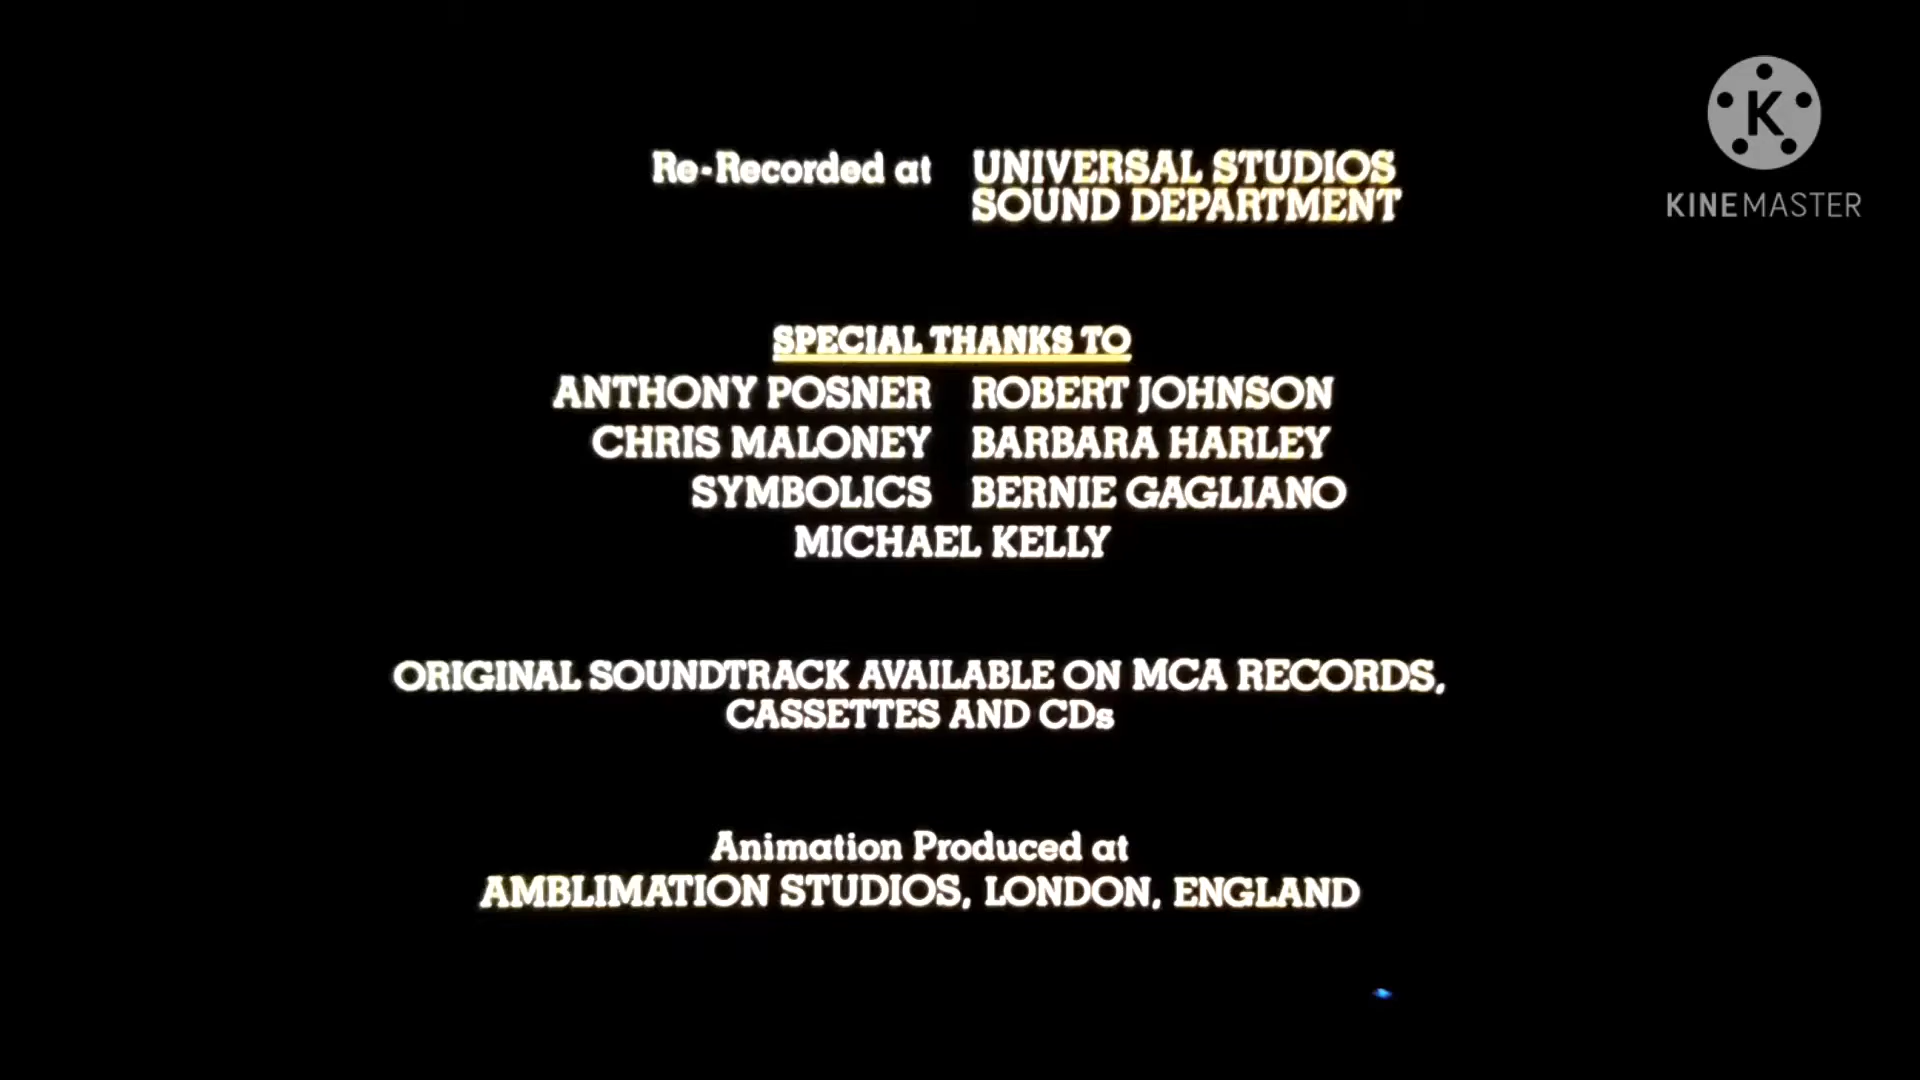 Re-Recorded at UNIVERSAL STUDIOS
SOUND DEPARTMENT
K
KINEMASTER
SPECIAL THANKS TO
ANTHONY POSNER ROBERT JOHNSON
CHRIS MALONEY BARBARA HARLEY
SYMBOLICS BERNIE GAGLIANO
MICHAEL KELLY
ORIGINAL SOUNDTRACK AVAILABLE ON MCA RECORDS,
CASSETTES AND CDs
Animation Produced at
AMBLIMATION STUDIOS, LONDON, ENGLAND